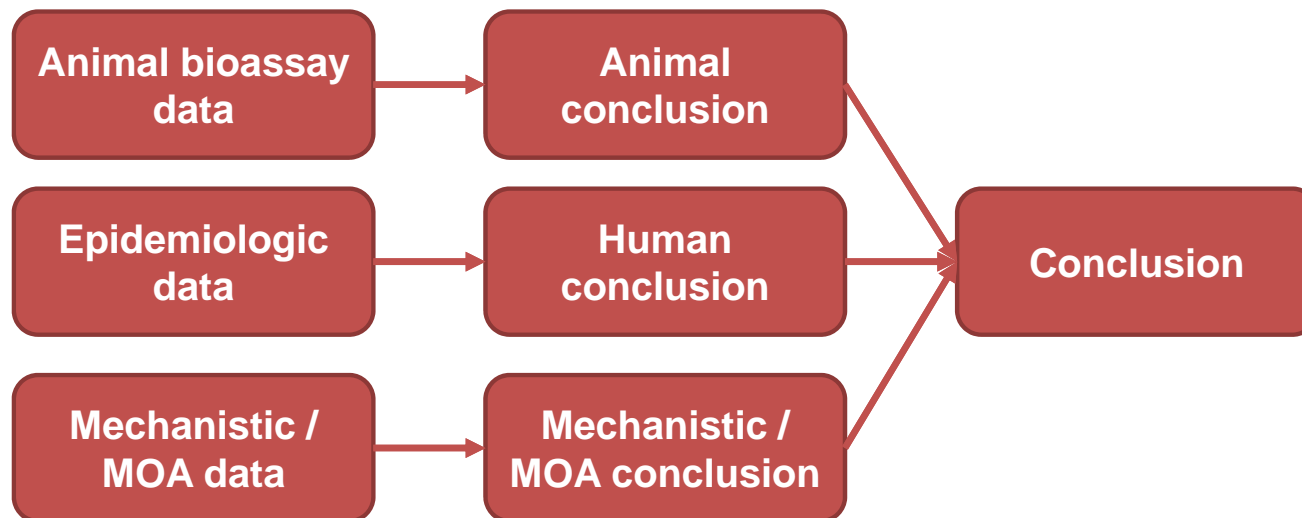 Animal bioassay
data
Animal
conclusion
Epidemiologic
data
Human
conclusion
Conclusion
Mechanistic /
MOA data
Mechanistic /
MOA conclusion